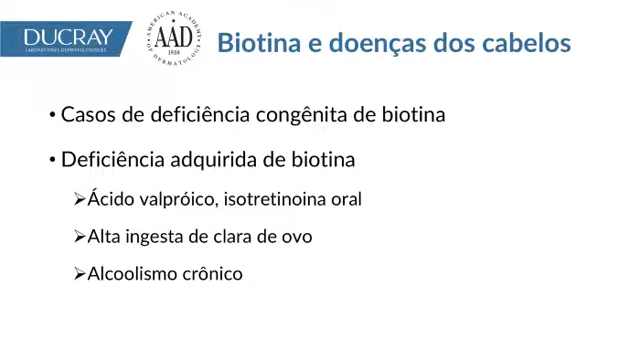 DUCRAY
LABORATOIRES DERMATOLOGIQUES
AMERICAN ACADEMY OF DERMATOLOGY
AAD
1938
Biotina e doenças dos cabelos
• Casos de deficiência congênita de biotina
• Deficiência adquirida de biotina
➢Ácido valpróico, isotretinoina oral
➢Alta ingesta de clara de ovo
➢Alcoolismo crônico